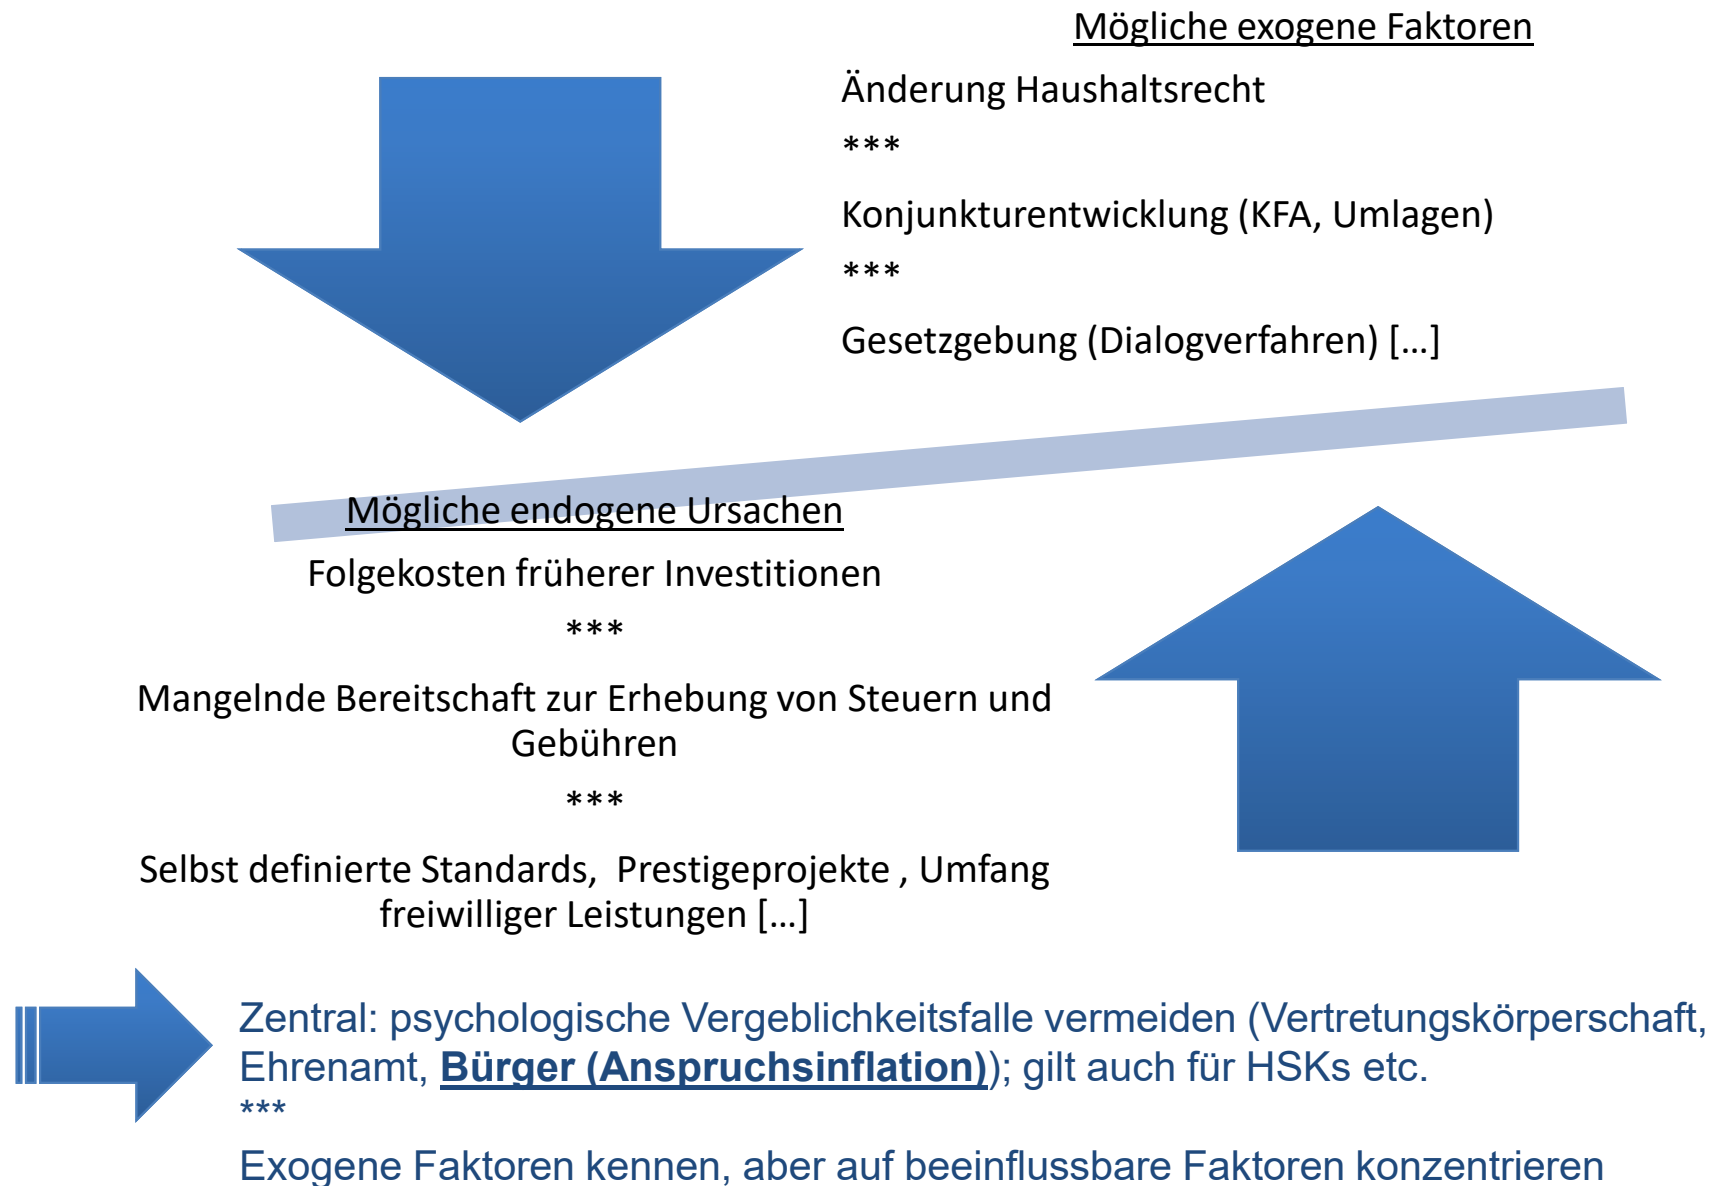 Mögliche exogene Faktoren
Änderung Haushaltsrecht
***
Konjunkturentwicklung (KFA, Umlagen)
***
Gesetzgebung (Dialogverfahren) […]
Mögliche endogene Ursachen
Folgekosten früherer Investitionen
***
Mangelnde Bereitschaft zur Erhebung von Steuern und
Gebühren
***
Selbst definierte Standards,  Prestigeprojekte , Umfang
freiwilliger Leistungen […]
Zentral: psychologische Vergeblichkeitsfalle vermeiden (Vertretungskörperschaft,
Ehrenamt, Bürger (Anspruchsinflation)); gilt auch für HSKs etc.
***
Exogene Faktoren kennen, aber auf beeinflussbare Faktoren konzentrieren